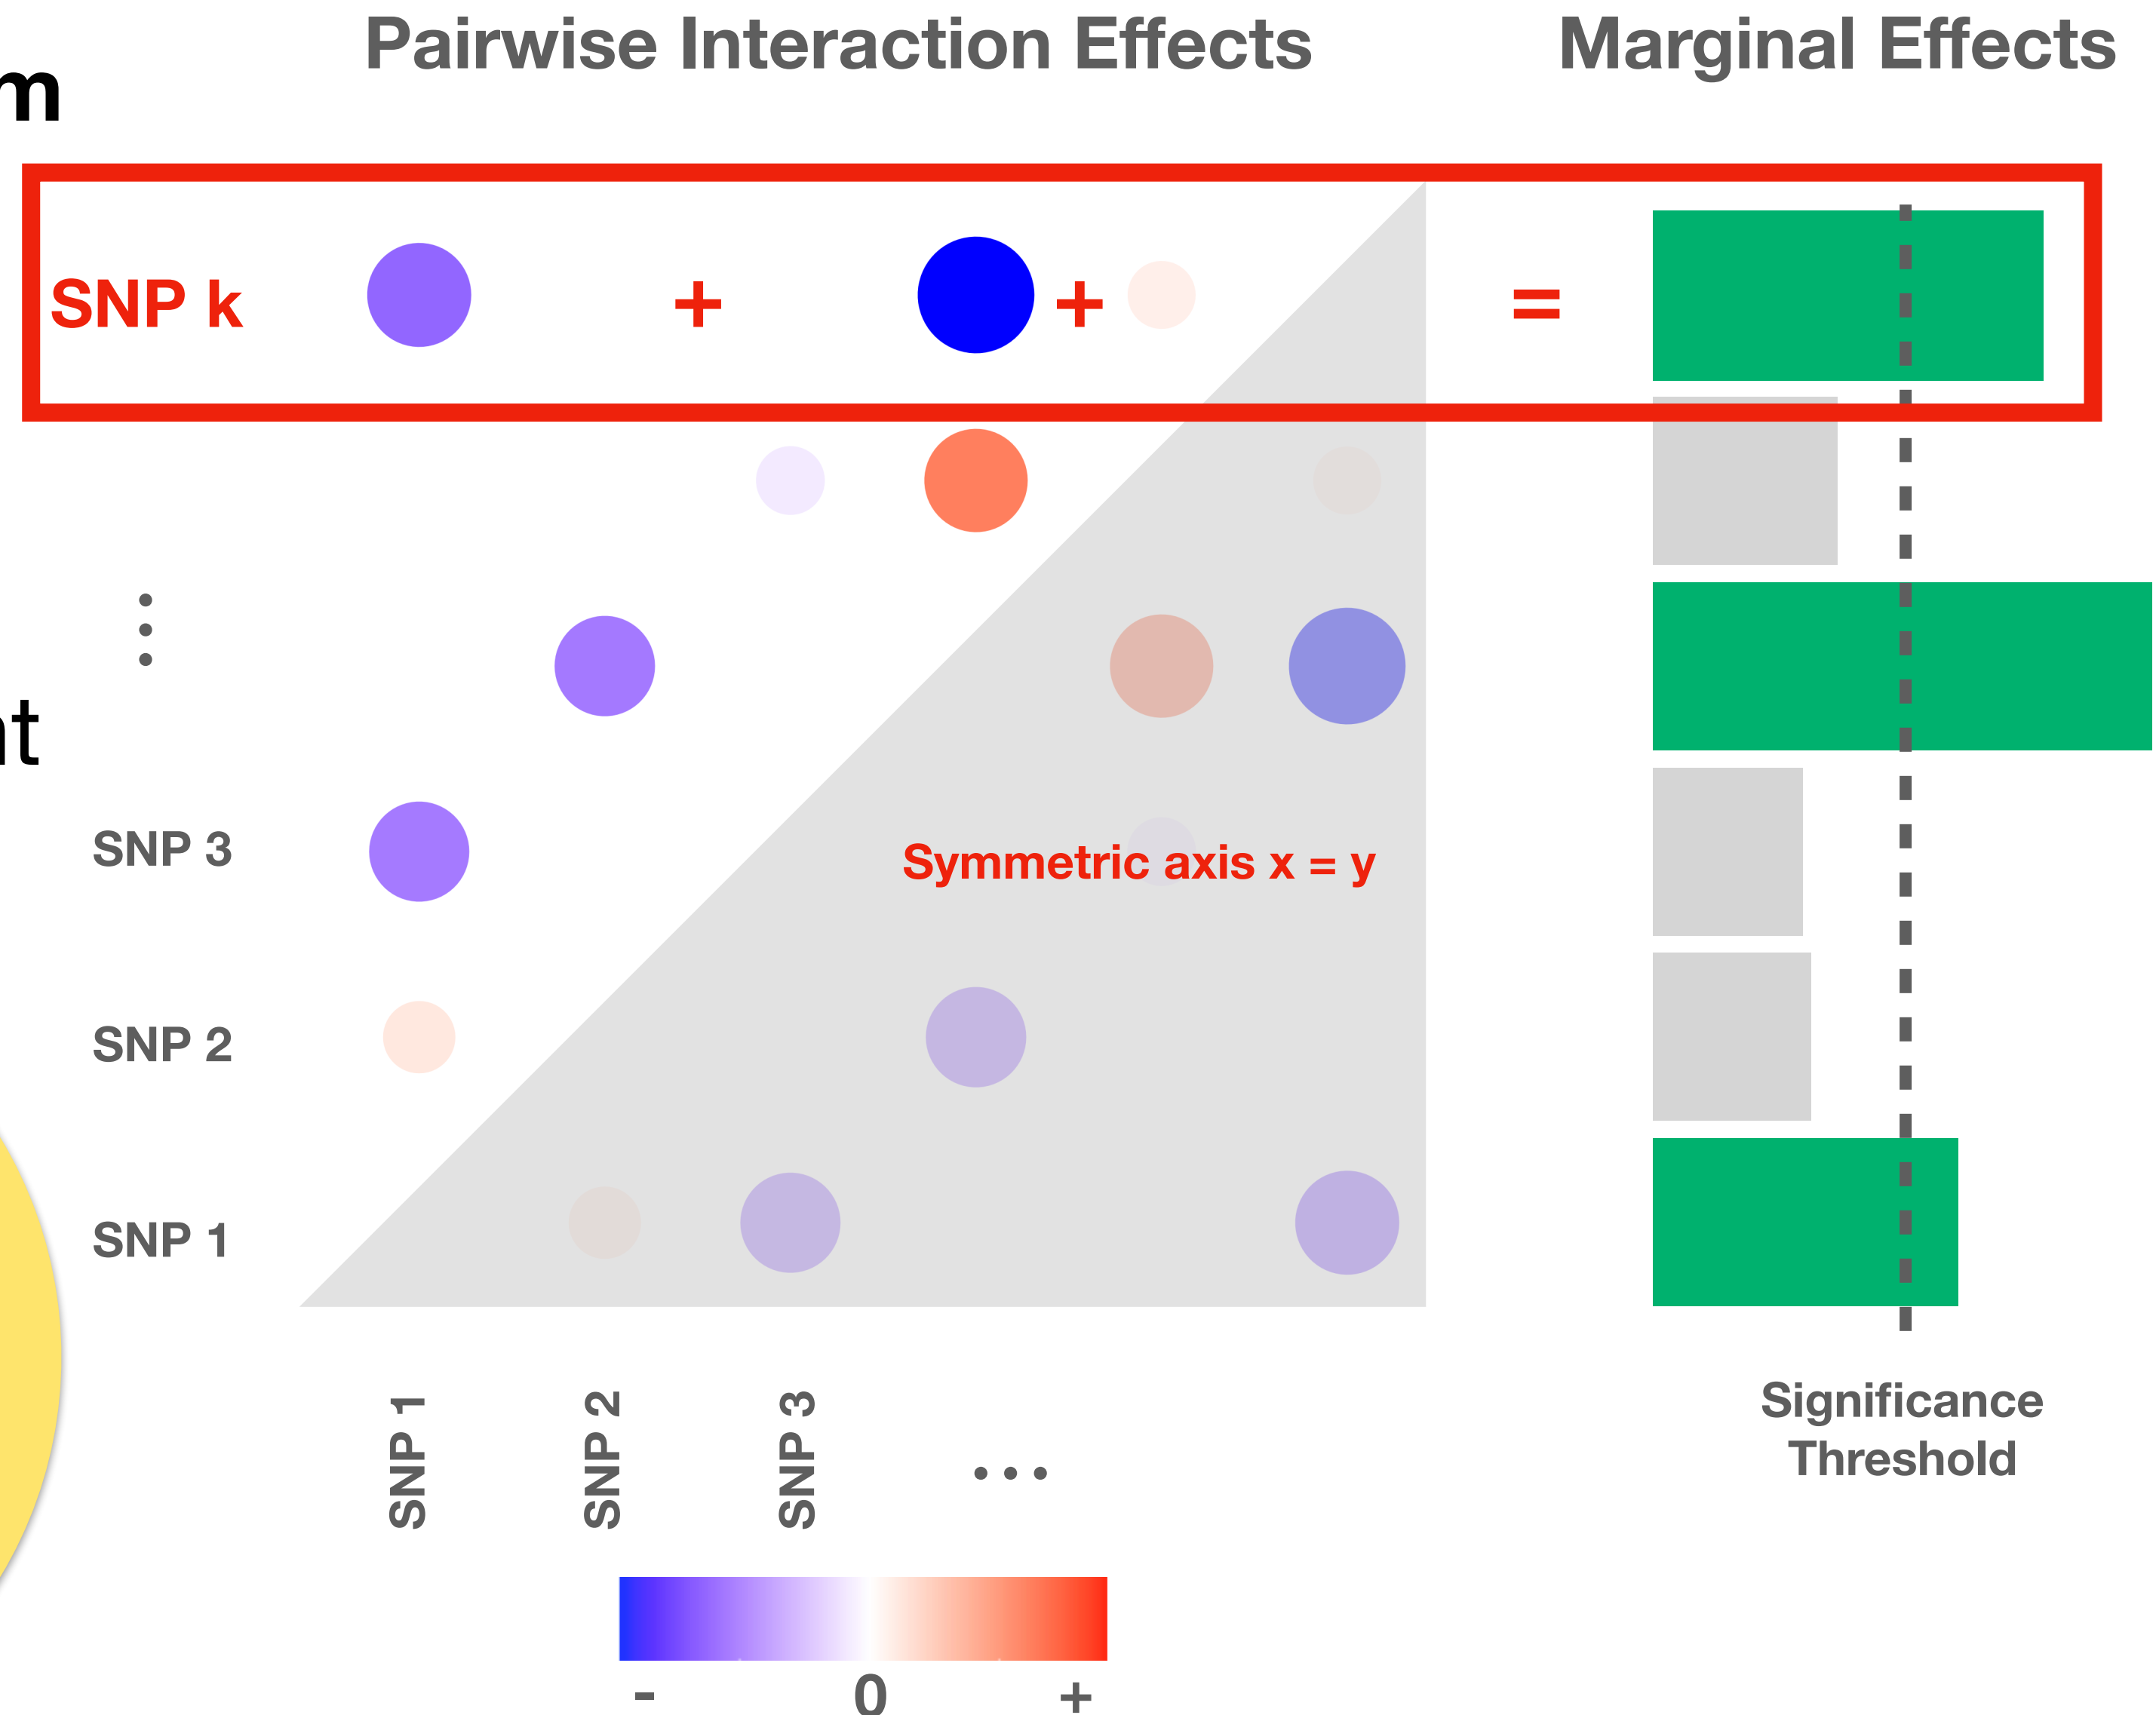 Pairwise Interaction Effects
Marginal Effects
m
SNP k
+
+
=
nt
SNP 3
Symmetric axis x = y
SNP 2
SNP 1
SNP 1
SNP 2
SNP 3
Significance
Threshold
- 0 +